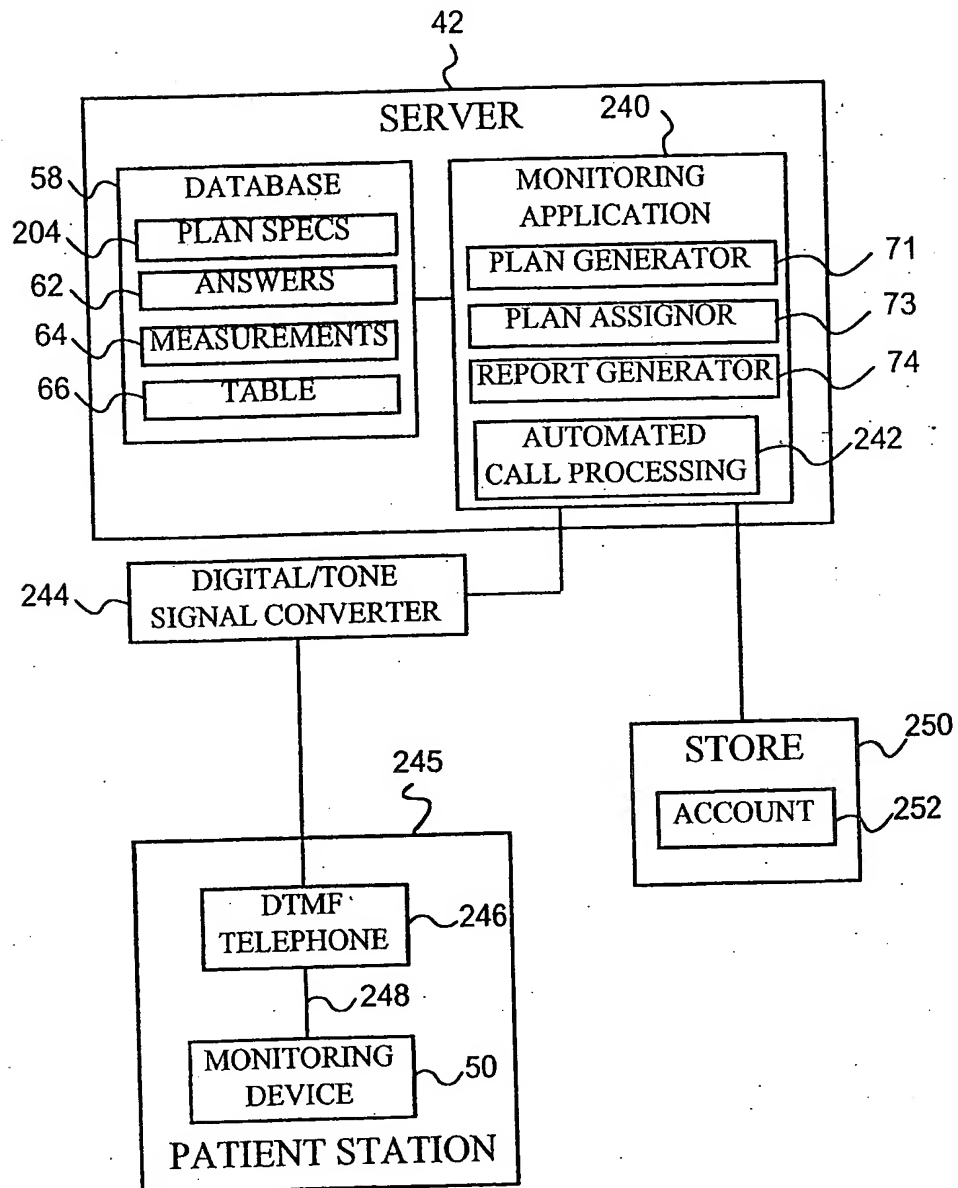 42
SERVER
240
58
DATABASE
204
PLAN SPECS
62
ANSWERS
64
MEASUREMENTS
66
TABLE
MONITORING
APPLICATION
PLAN GENERATOR
71
PLAN ASSIGNOR
73
REPORT GENERATOR
74
AUTOMATED
CALL PROCESSING
242
244
DIGITAL/TONE
SIGNAL CONVERTER
STORE
250
ACCOUNT
252
245
DTMF
TELEPHONE
246
248
MONITORING
DEVICE
50
PATIENT STATION